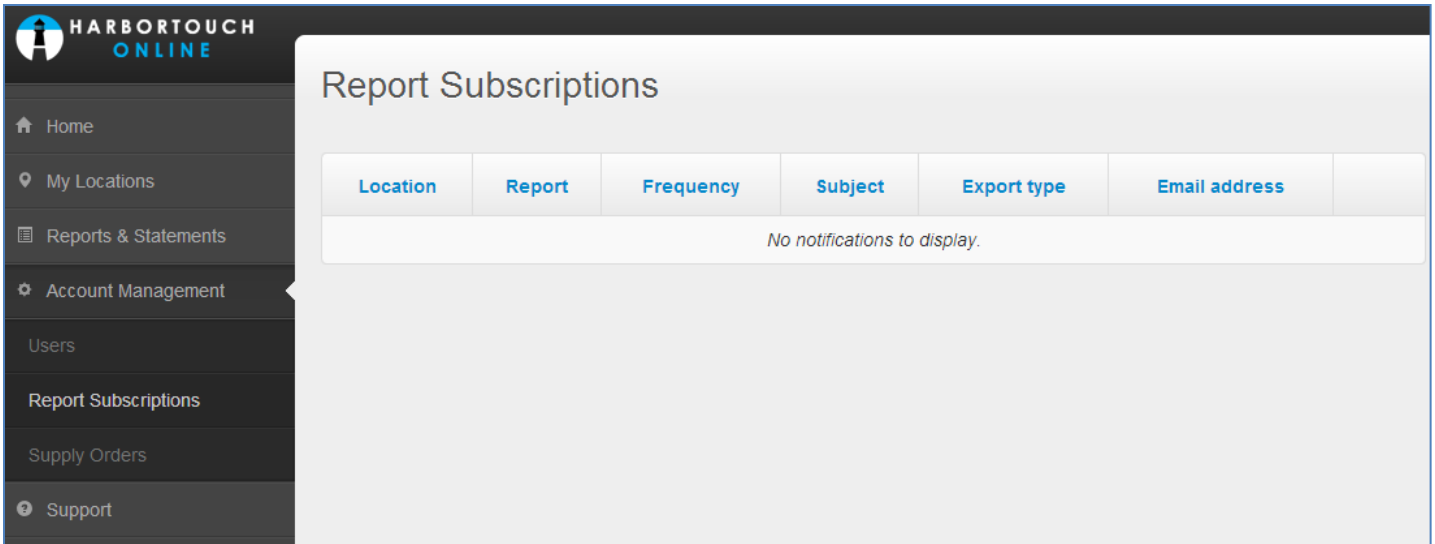 HARBORTOUCH
ONLINE
Home
My Locations
Reports & Statements
Account Management
Users
Report Subscriptions
Supply Orders
Support
Report Subscriptions
Location Report Frequency Subject Export type Email address
No notifications to display.